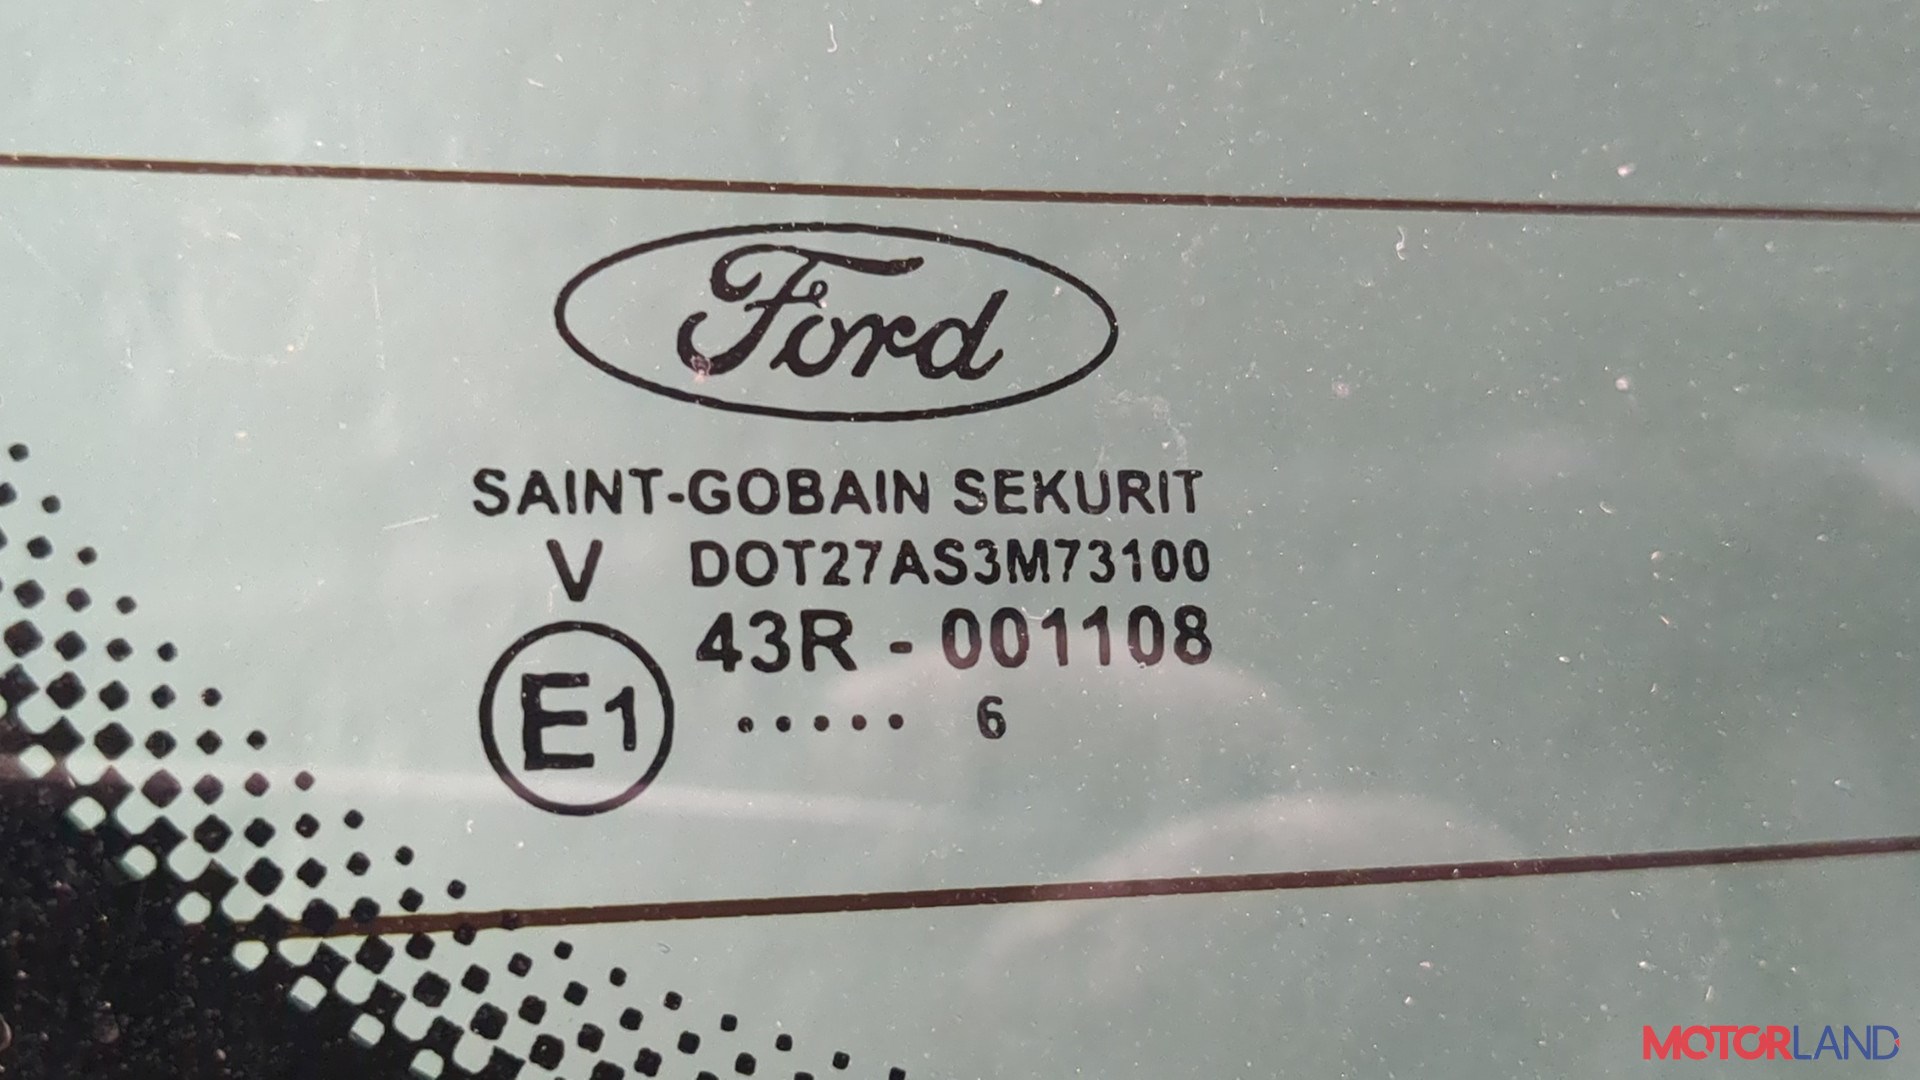 Ford
SAINT-GOBAIN SEKURIT
V DOT27AS3M73100
43R - 001108
E1 ..... 6
MOTORLAND